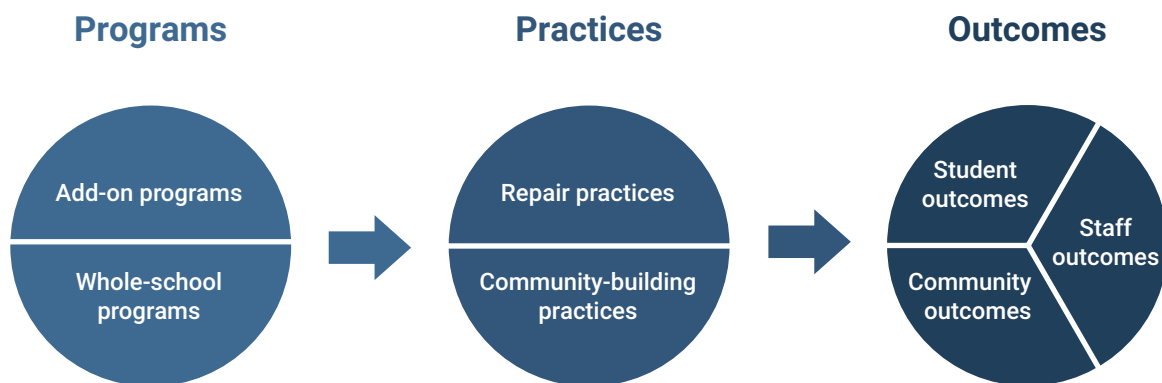 Programs
Practices
Outcomes
Add-on programs
Whole-school
programs
Repair practices
Community-building
practices
Student
outcomes
Staff
outcomes
Community
outcomes